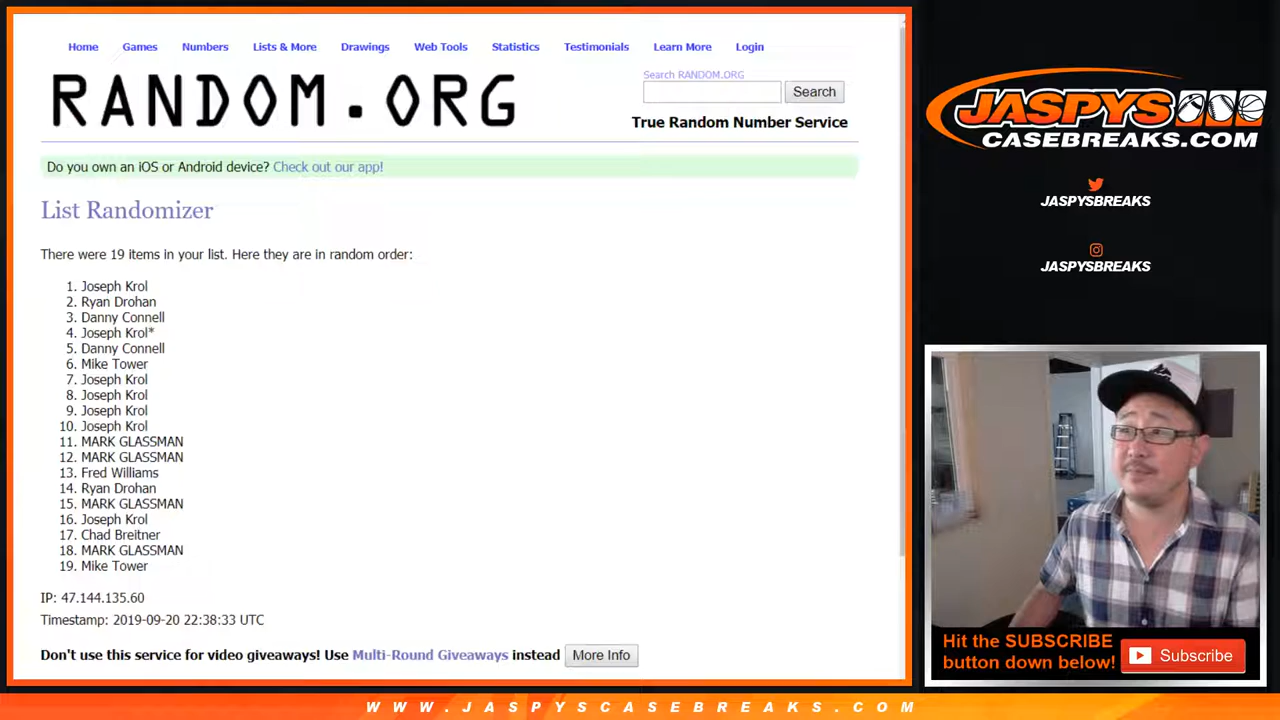 Home Games Numbers Lists & More Drawings Web Tools Statistics Testimonials Learn More Login
RANDOM.ORG
Search RANDOM.ORG
Search
True Random Number Service
Do you own an iOS or Android device? Check out our app!
List Randomizer
There were 19 items in your list. Here they are in random order:
1. Joseph Krol
2. Ryan Drohan
3. Danny Connell
4. Joseph Krol*
5. Danny Connell
6. Mike Tower
7. Joseph Krol
8. Joseph Krol
9. Joseph Krol
10. Joseph Krol
11. MARK GLASSMAN
12. MARK GLASSMAN
13. Fred Williams
14. Ryan Drohan
15. MARK GLASSMAN
16. Joseph Krol
17. Chad Breitner
18. MARK GLASSMAN
19. Mike Tower
IP: 47.144.135.60
Timestamp: 2019-09-20 22:38:33 UTC
Don't use this service for video giveaways! Use Multi-Round Giveaways instead More Info
JASPYS
CASEBREAKS.COM
JASPYSBREAKS
JASPYSBREAKS
Hit the SUBSCRIBE
button down below!
Subscribe
WWW.JASPYSCASEBREAKS.COM